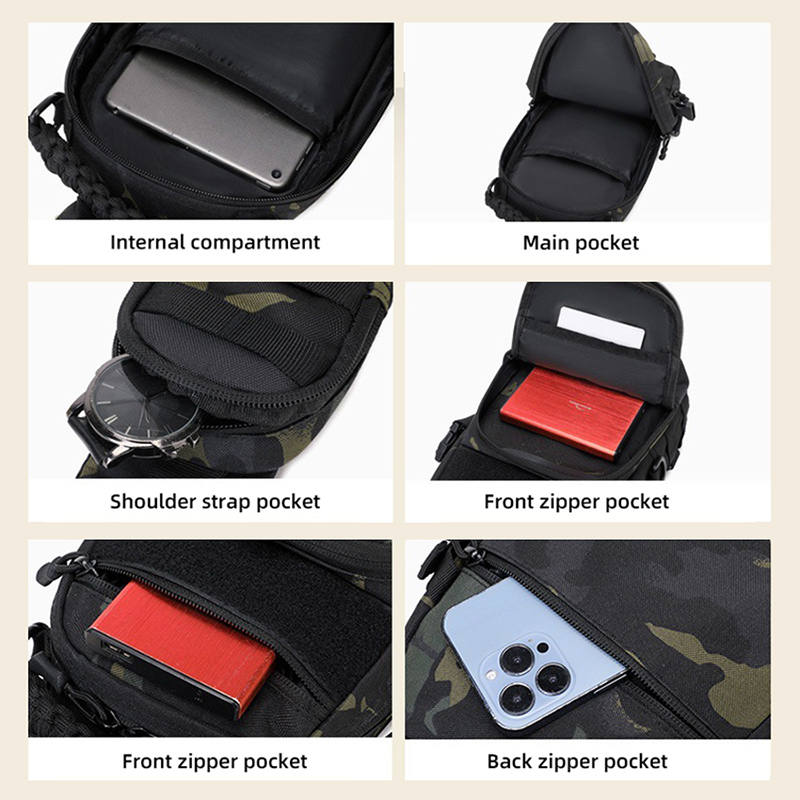 Internal compartment
Main pocket
Shoulder strap pocket
Front zipper pocket
Front zipper pocket
Back zipper pocket